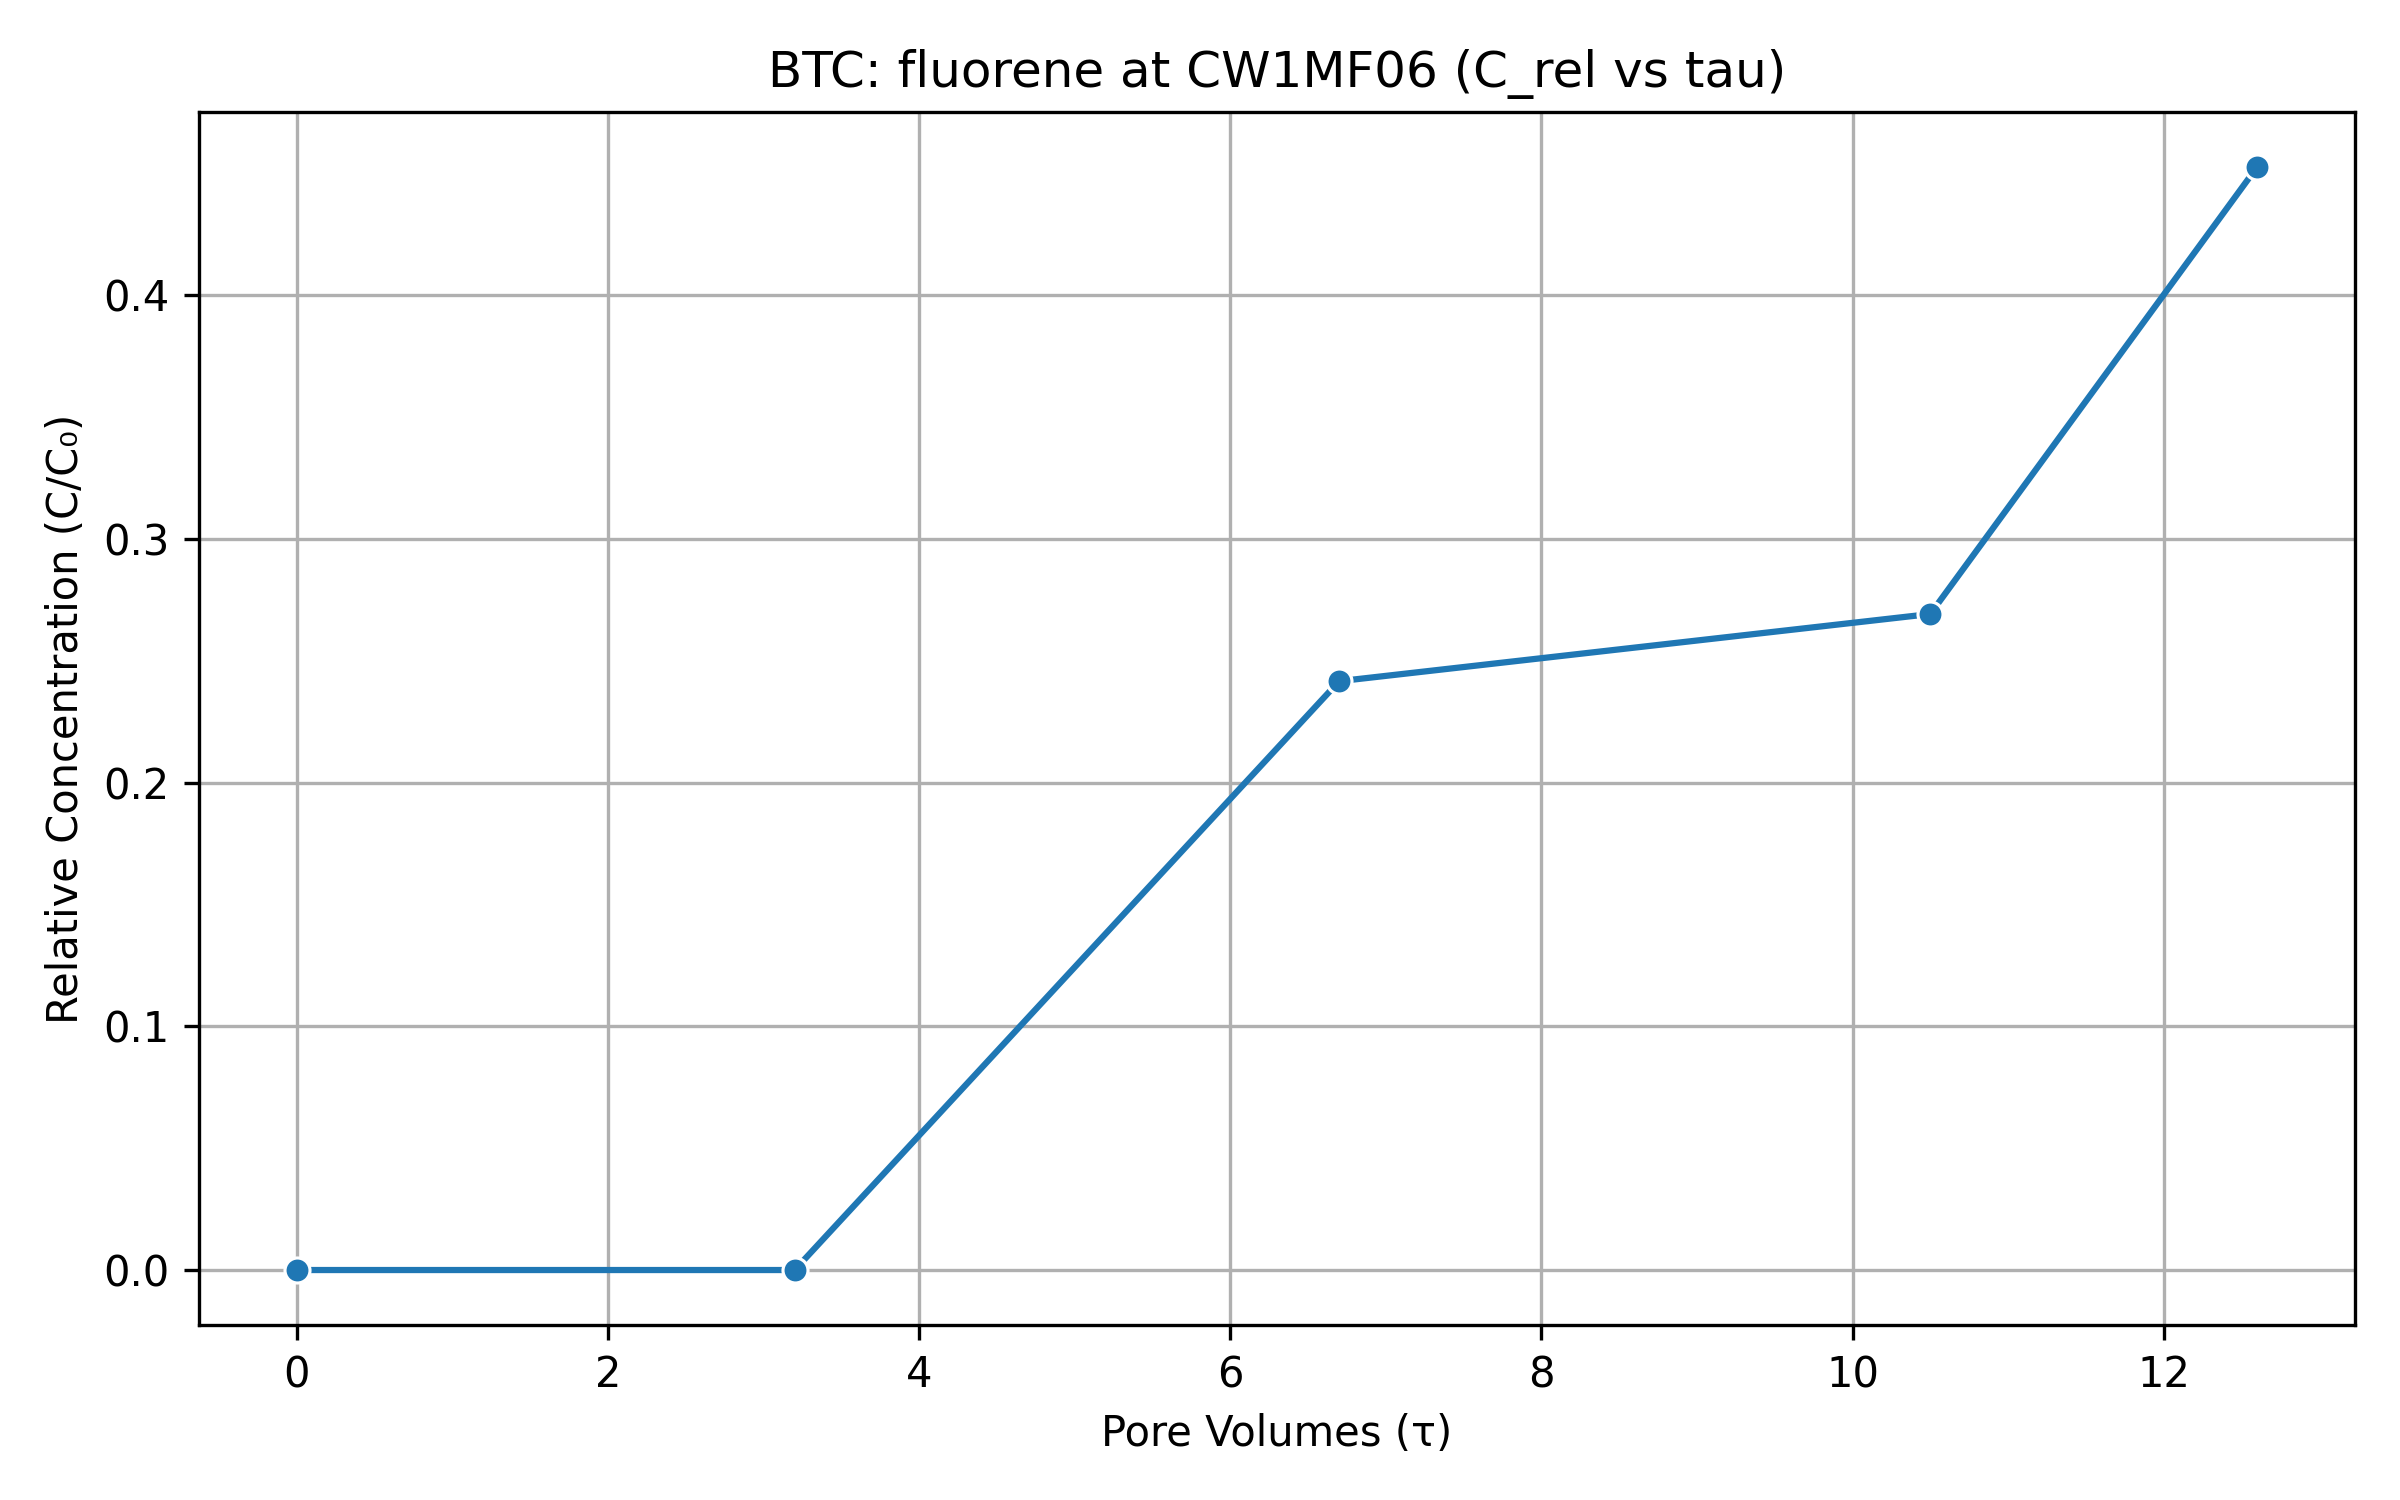 BTC: fluorene at CW1MF06 (C_rel vs tau)
Relative Concentration (C/C₀)
0.4
0.3
0.2
0.1
0.0
0 2 4 6 8 10 12
Pore Volumes (τ)